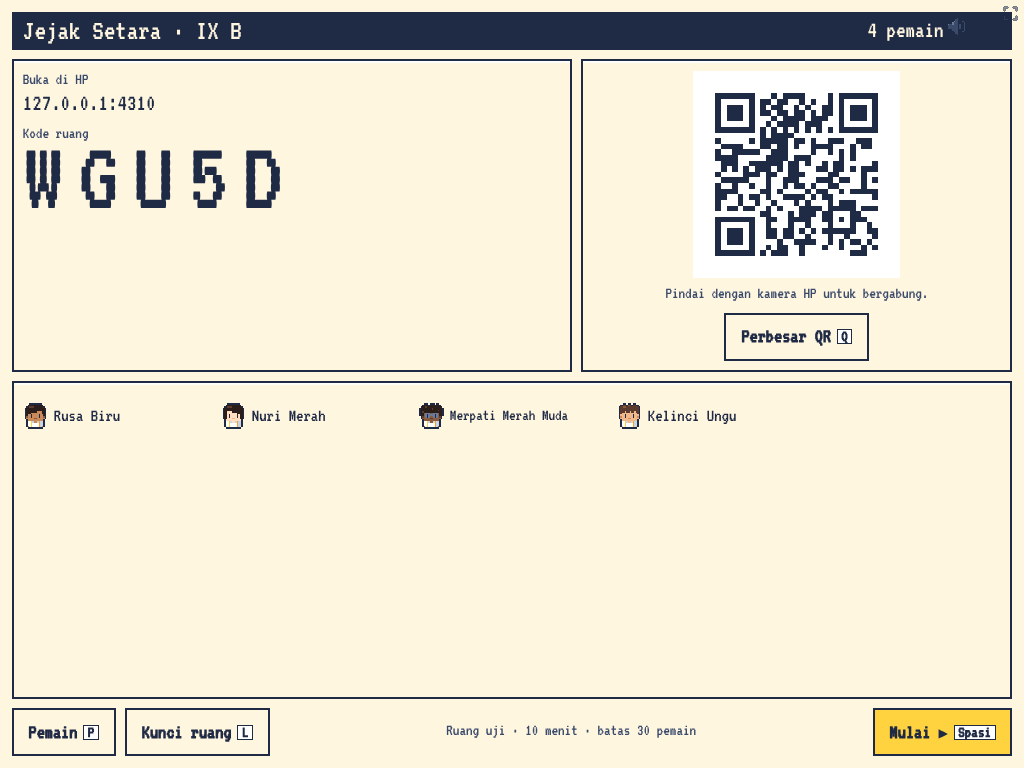 Jejak Setara · IX B
4 pemain
Buka di HP
127.0.0.1:4310
Kode ruang
WGU5D
Pindai dengan kamera HP untuk bergabung.
Perbesar QR Q
Rusa Biru
Nuri Merah
Merpati Merah Muda
Kelinci Ungu
Pemain P
Kunci ruang L
Ruang uji · 10 menit · batas 30 pemain
Mulai ▶ Spasi